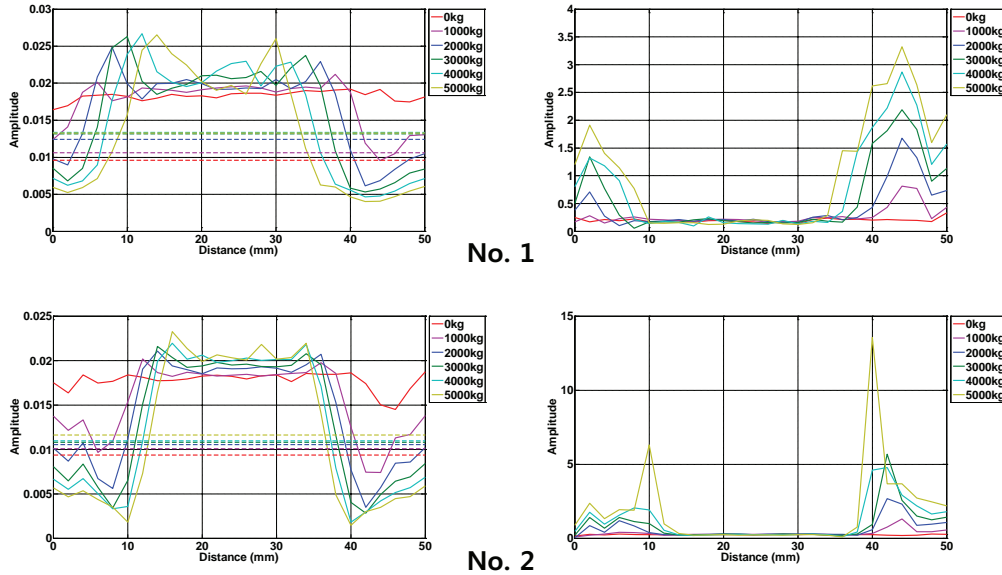 0.03
0.025
0.02
0.015
0.01
0.005
0
0 10 20 30 40 50
Amplitude
Distance (mm)
0kg
1000kg
2000kg
3000kg
4000kg
5000kg
4
3.5
3
2.5
2
1.5
1
0.5
0
0 10 20 30 40 50
Amplitude
Distance (mm)
0kg
1000kg
2000kg
3000kg
4000kg
5000kg
No. 1
0.025
0.02
0.015
0.01
0.005
0
0 10 20 30 40 50
Amplitude
Distance (mm)
0kg
1000kg
2000kg
3000kg
4000kg
5000kg
15
10
5
0
0 10 20 30 40 50
Amplitude
Distance (mm)
0kg
1000kg
2000kg
3000kg
4000kg
5000kg
No. 2